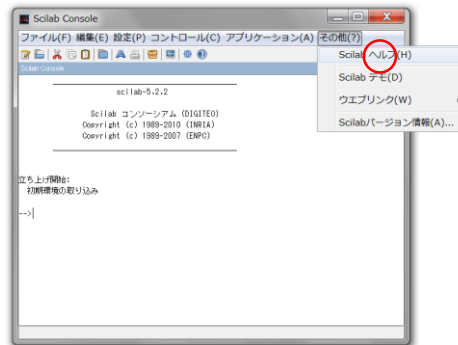 Scilab Console
ファイル(F) 編集(E) 設定(P) コントロール(C) アプリケーション(A) その他(?)
Scilab ヘルプ(H)
Scilab デモ(D)
ウエブリンク(W)
Scilabバージョン情報(A)...
Scilab Console
scilab-5.2.2
Scilab コンソーシアム (DIGITEO)
Copyright (c) 1989-2010 (INRIA)
Copyright (c) 1989-2007 (ENPC)
立ち上げ開始:
初期環境の取り込み
-->